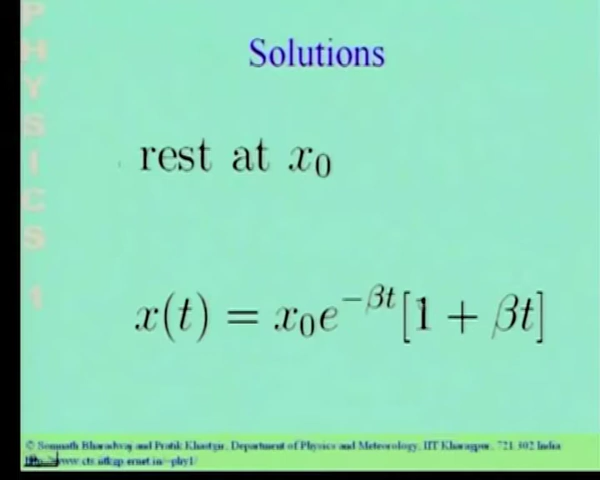 PHYSICS 1
Solutions
rest at x₀
x(t) = x₀e^{-βt}[1 + βt]
© Somnath Bharadwaj and Pratik Khastgir, Department of Physics and Meteorology, IIT Kharagpur, 721 302 India